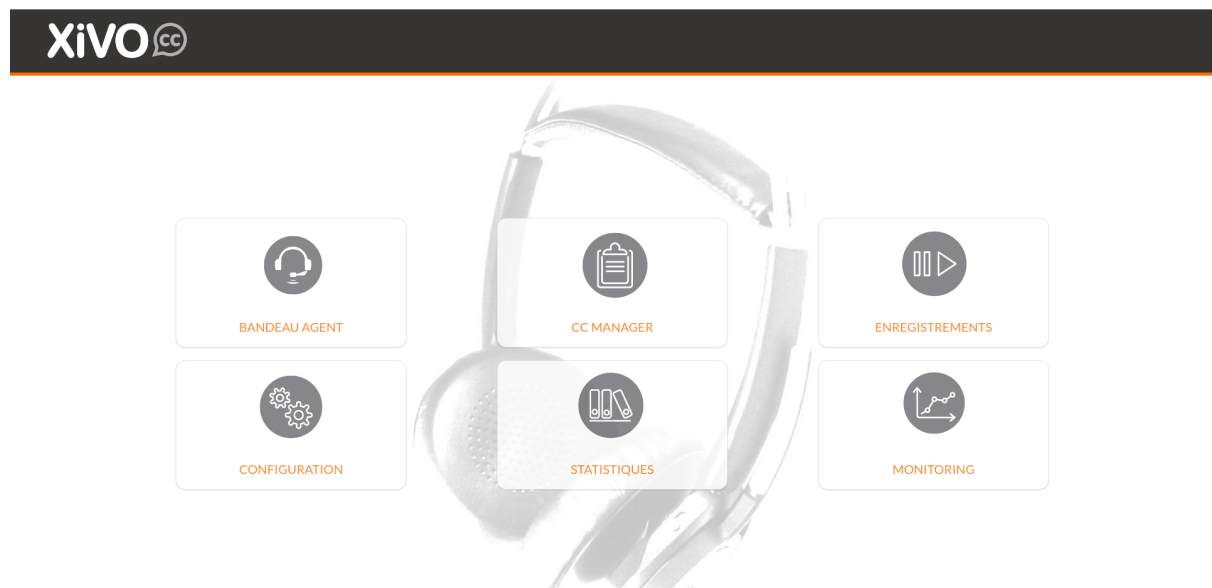 XiVO cc
BANDEAU AGENT
CC MANAGER
ENREGISTREMENTS
CONFIGURATION
STATISTIQUES
MONITORING